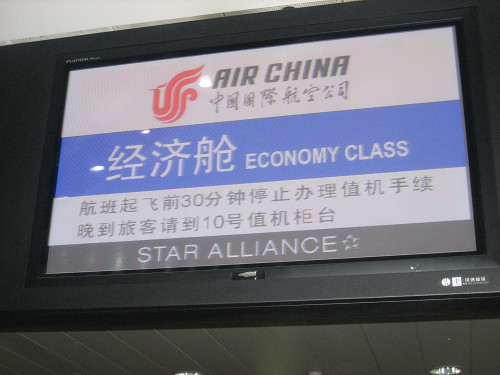 AIR CHINA
中国国际航空公司
经济舱 ECONOMY CLASS
航班起飞前30分钟停止办理值机手续
晚到旅客请到10号值机柜台
STAR ALLIANCE